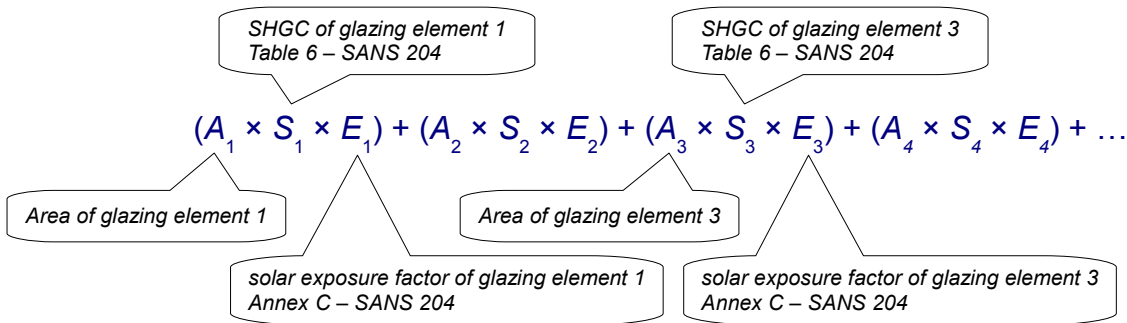 SHGC of glazing element 1
Table 6 – SANS 204
SHGC of glazing element 3
Table 6 – SANS 204
(A₁ × S₁ × E₁) + (A₂ × S₂ × E₂) + (A₃ × S₃ × E₃) + (A₄ × S₄ × E₄) + …
Area of glazing element 1
Area of glazing element 3
solar exposure factor of glazing element 1
Annex C – SANS 204
solar exposure factor of glazing element 3
Annex C – SANS 204